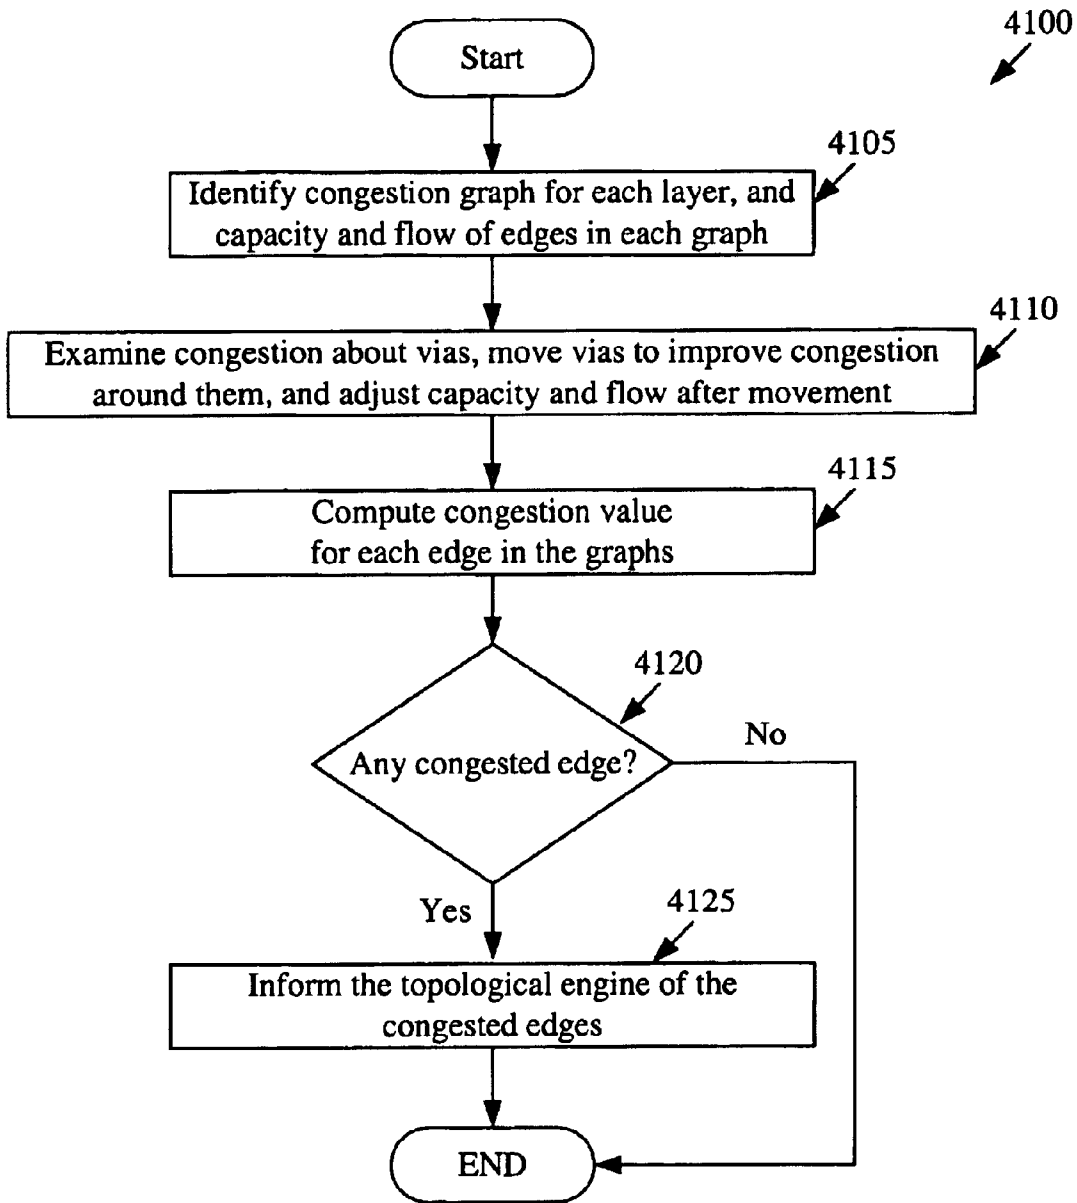 4100
Start
4105
Identify congestion graph for each layer, and
capacity and flow of edges in each graph
4110
Examine congestion about vias, move vias to improve congestion
around them, and adjust capacity and flow after movement
4115
Compute congestion value
for each edge in the graphs
4120
Any congested edge?
No
Yes
4125
Inform the topological engine of the
congested edges
END